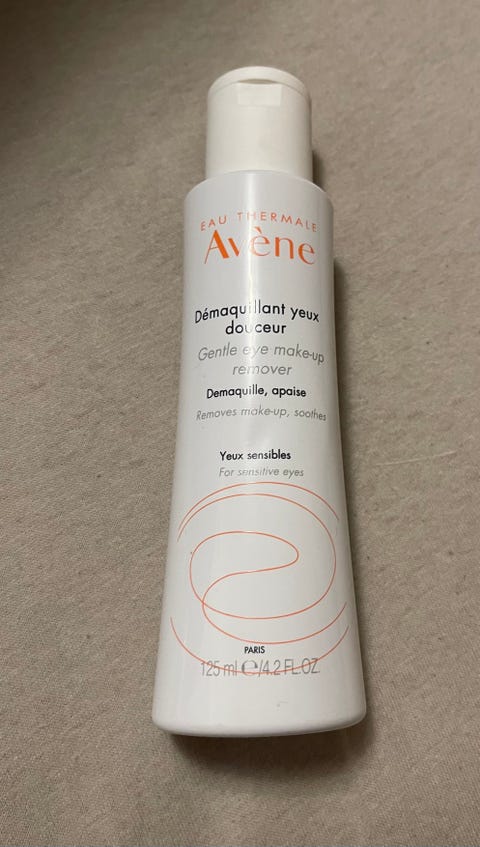 EAU THERMALE
Avène
Démaquillant yeux
douceur
Gentle eye make-up
remover
Demaquille, apaise
Removes make-up, soothes
Yeux sensibles
For sensitive eyes
PARIS
125 ml ℮/4.2 FL.OZ.